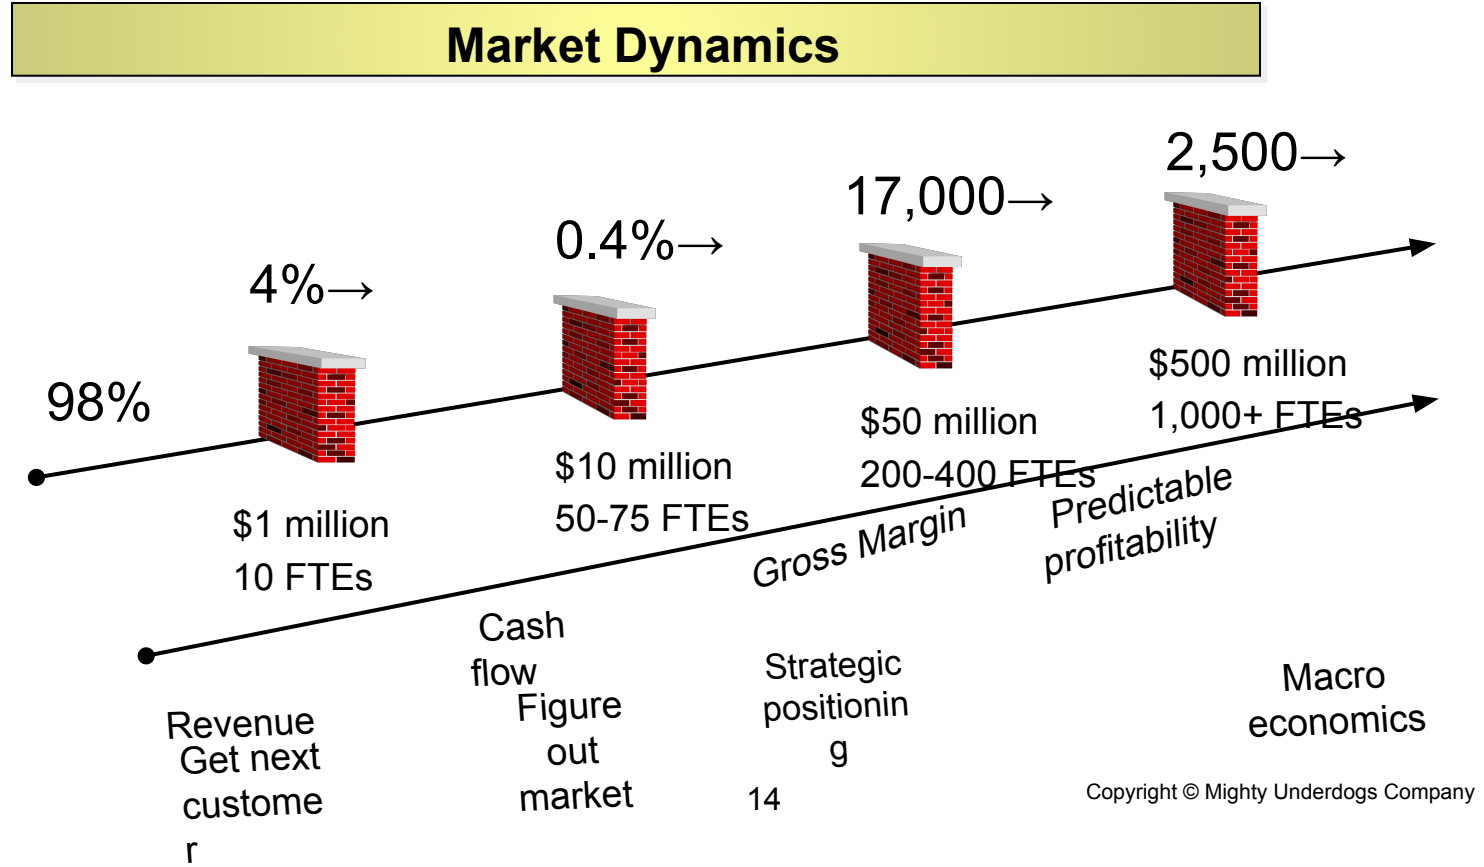 Market Dynamics
2,500→
17,000→
0.4%→
4%→
98%
$500 million
1,000+ FTEs
$50 million
200-400 FTEs
$10 million
50-75 FTEs
$1 million
10 FTEs
Predictable
profitability
Gross Margin
Cash
flow
Revenue
Get next
custome
r
Figure
out
market
Strategic
positionin
g
Macro
economics
14
Copyright © Mighty Underdogs Company